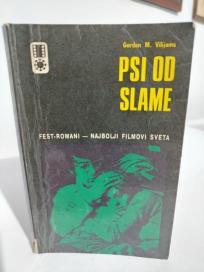 Gordon M. Vilijams
PSI OD
SLAME
FEST-ROMANI — NAJBOLJI FILMOVI SVETA